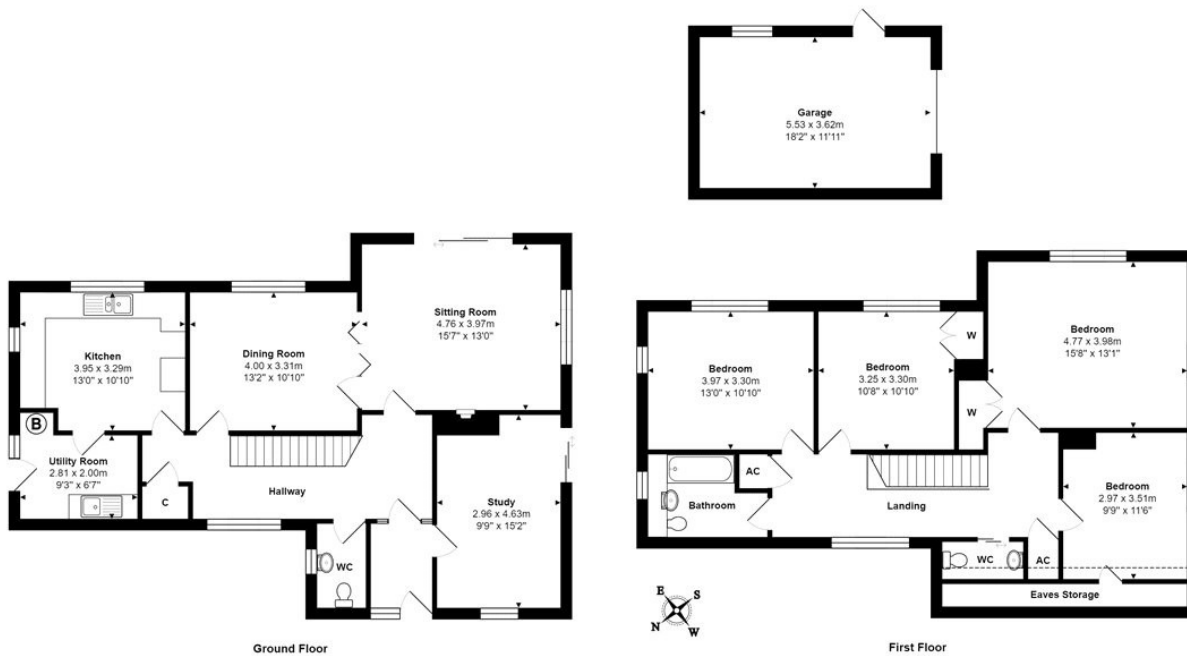 Garage
5.53 x 3.62m
18'2" x 11'11"
Sitting Room
4.76 x 3.97m
15'7" x 13'0"
Kitchen
3.95 x 3.29m
13'0" x 10'10"
Dining Room
4.00 x 3.31m
13'2" x 10'10"
B
Utility Room
2.81 x 2.00m
9'3" x 6'7"
C
Hallway
WC
Study
2.96 x 4.63m
9'9" x 15'2"
Ground Floor
Bedroom
4.77 x 3.98m
15'8" x 13'1"
Bedroom
3.97 x 3.30m
13'0" x 10'10"
Bedroom
3.25 x 3.30m
10'8" x 10'10"
W
W
AC
Bathroom
Landing
Bedroom
2.97 x 3.51m
9'9" x 11'6"
WC
AC
Eaves Storage
E
S
N
W
First Floor